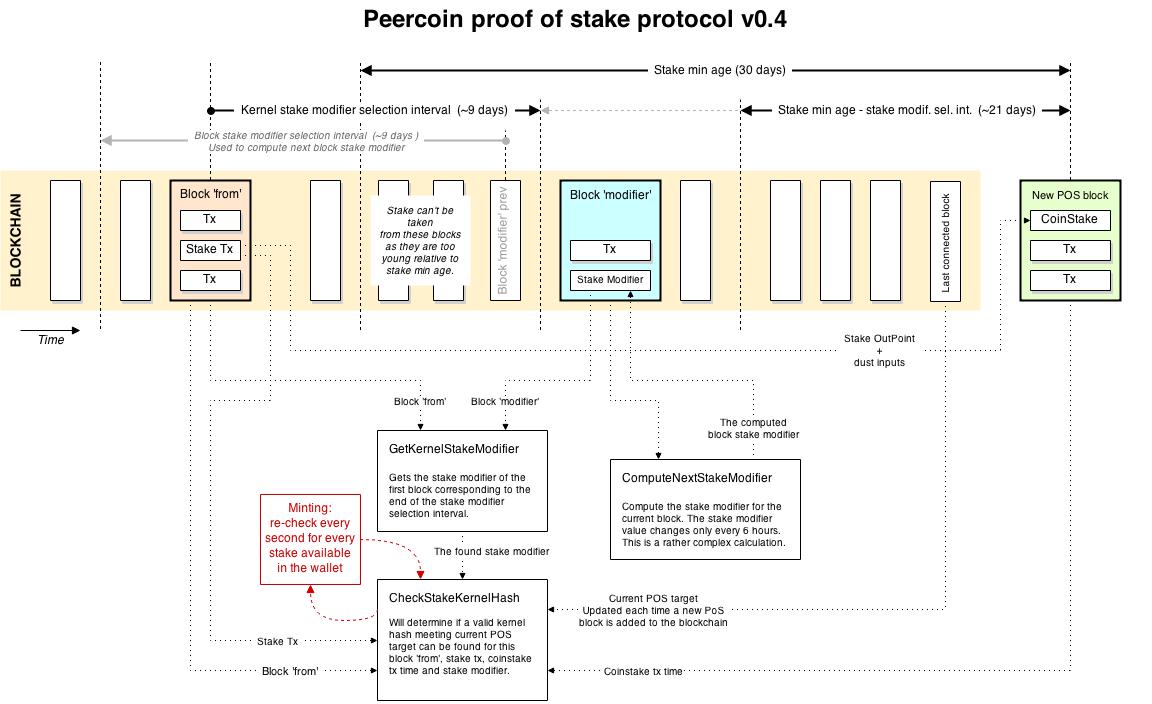 Peercoin proof of stake protocol v0.4
Stake min age (30 days)
Kernel stake modifier selection interval (~9 days)
Stake min age - stake modif. sel. int. (~21 days)
Block stake modifier selection interval (~9 days )
Used to compute next block stake modifier
BLOCKCHAIN
Block 'from'
Tx
Stake Tx
Tx
Stake can't be
taken
from these blocks
as they are too
young relative to
stake min age.
Block 'modifier' prev
Block 'modifier'
Tx
Stake Modifier
Last connected block
New POS block
CoinStake
Tx
Tx
Time
Stake OutPoint
+
dust inputs
Block 'from'
Block 'modifier'
The computed
block stake modifier
GetKernelStakeModifier
Gets the stake modifier of the
first block corresponding to the
end of the stake modifier
selection interval.
ComputeNextStakeModifier
Compute the stake modifier for the
current block. The stake modifier
value changes only every 6 hours.
This is a rather complex calculation.
Minting:
re-check every
second for every
stake available
in the wallet
The found stake modifier
CheckStakeKernelHash
Will determine if a valid kernel
hash meeting current POS
target can be found for this
block 'from', stake tx, coinstake
tx time and stake modifier.
Current POS target
Updated each time a new PoS
block is added to the blockchain
Stake Tx
Block 'from'
Coinstake tx time